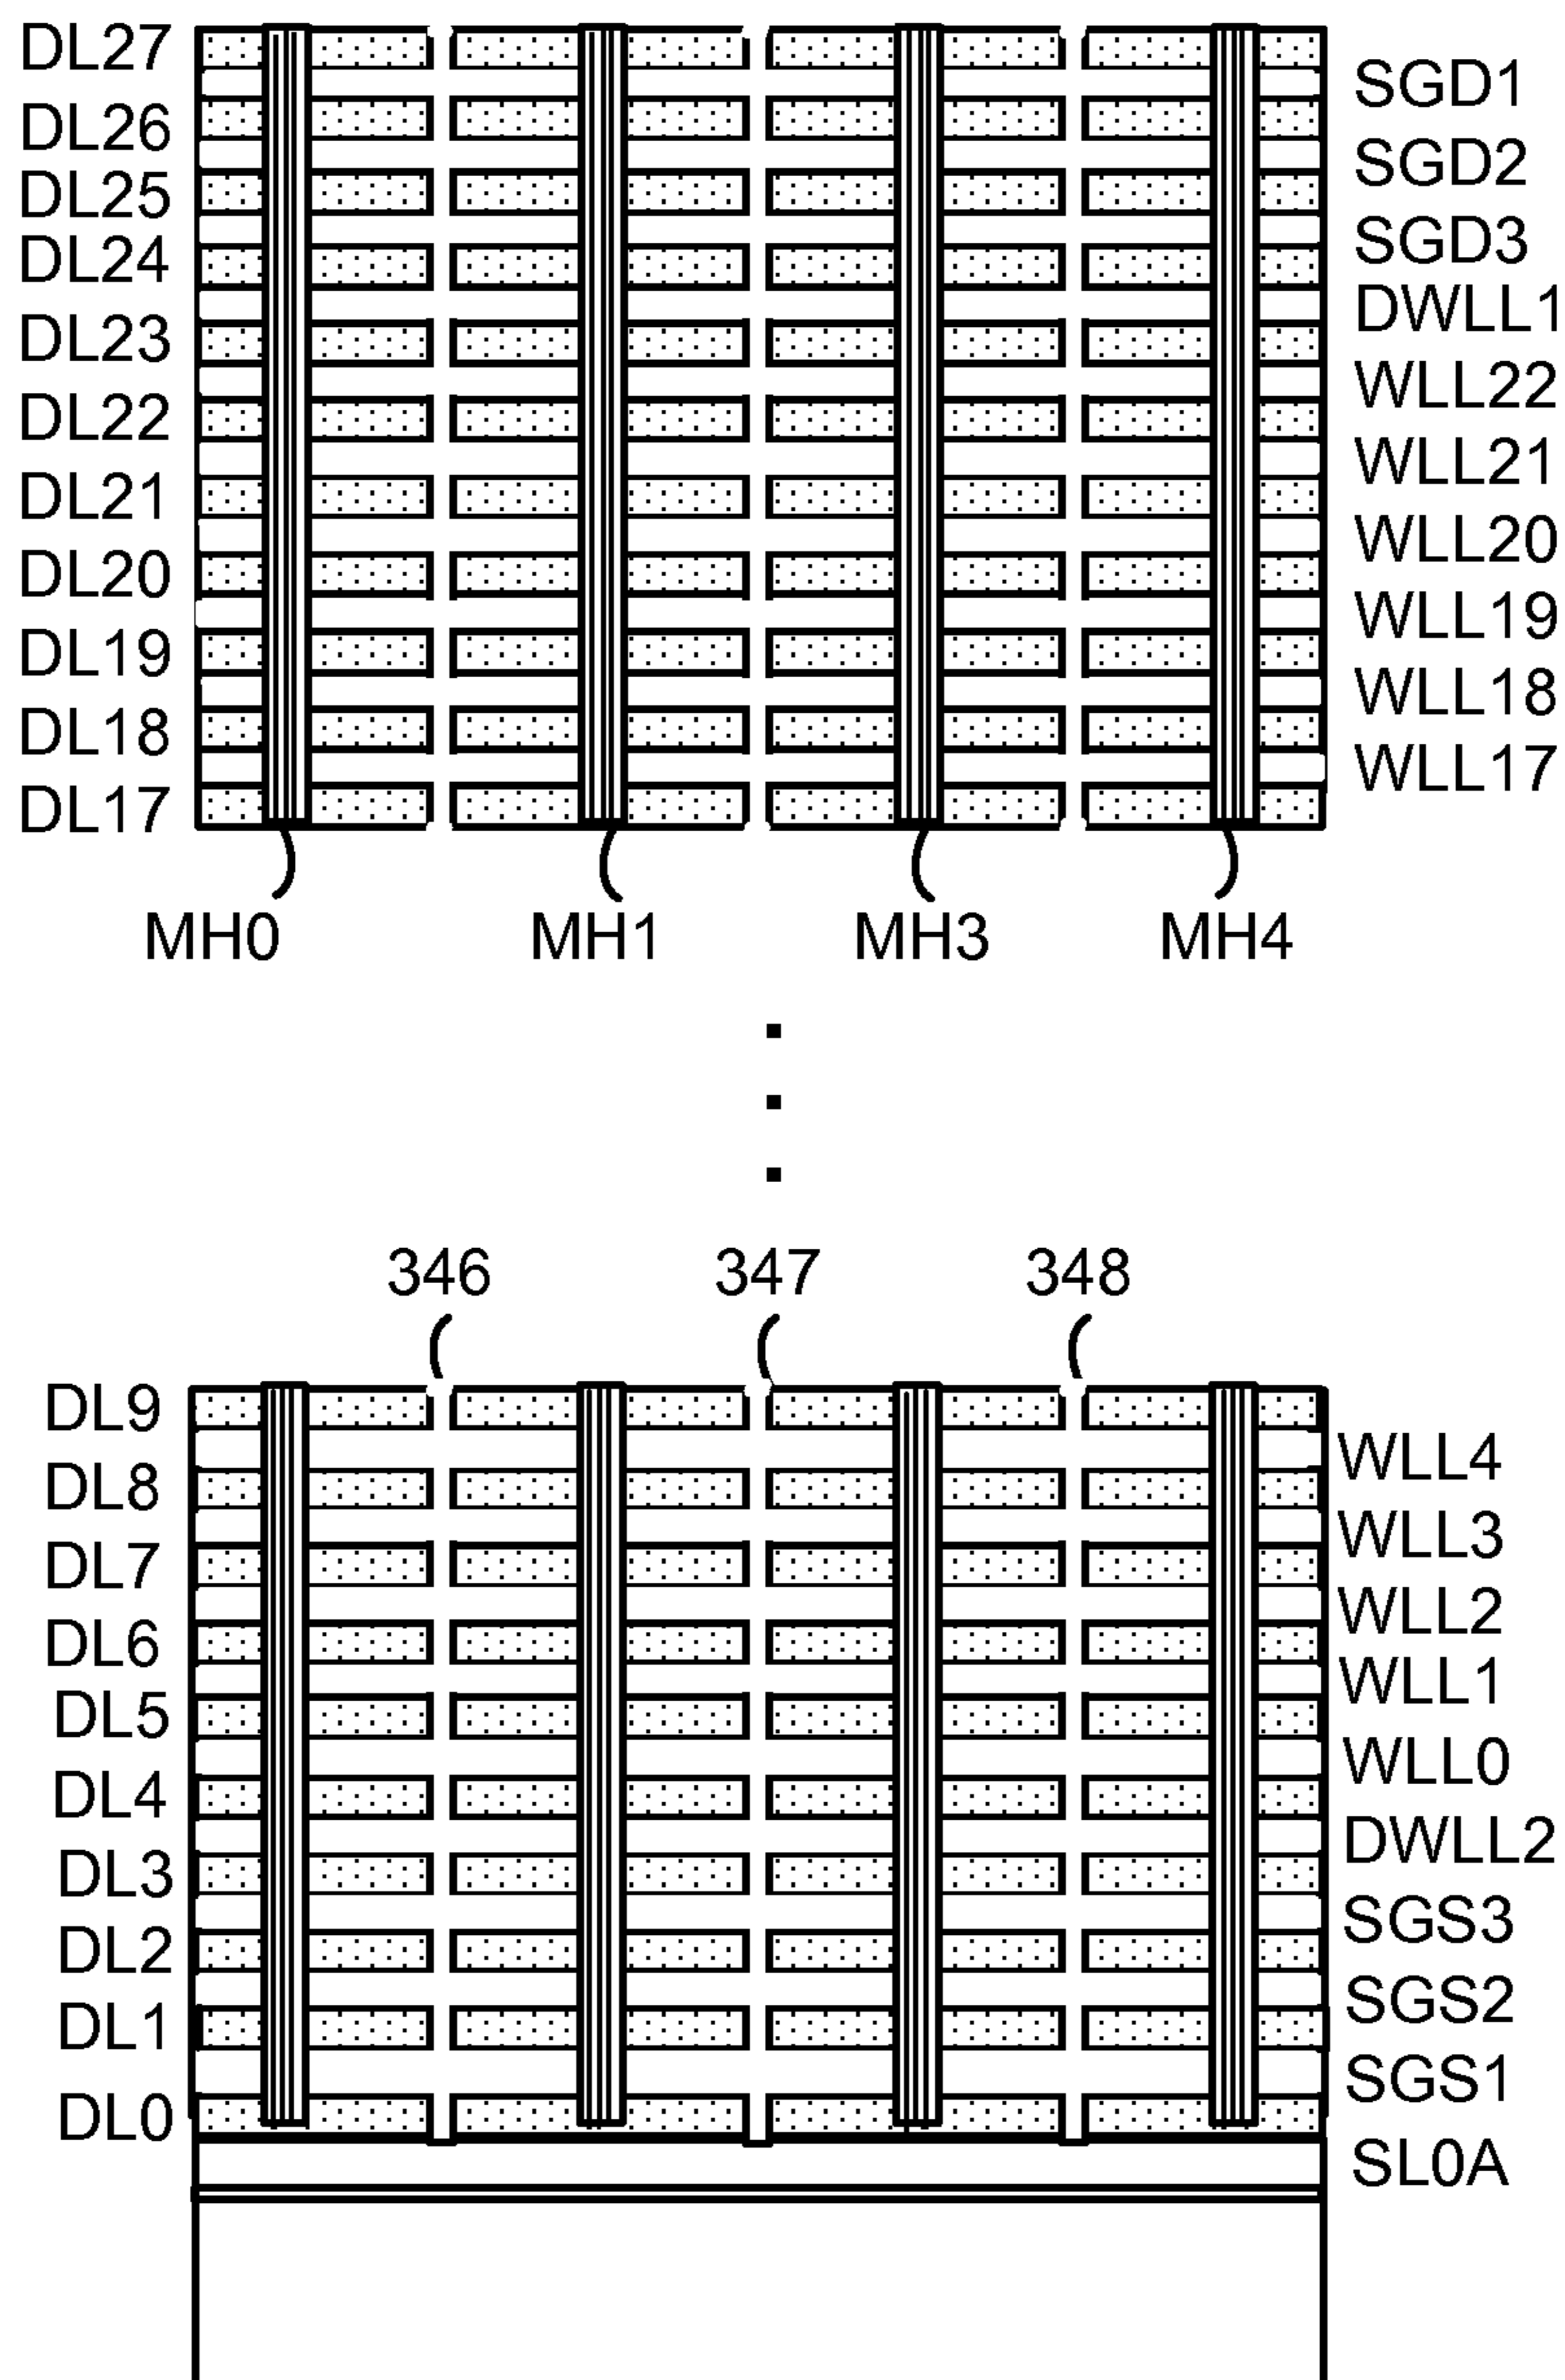 DL27
SGD1
DL26
SGD2
DL25
SGD3
DL24
DWLL1
DL23
WLL22
DL22
WLL21
DL21
WLL20
DL20
WLL19
DL19
WLL18
DL18
WLL17
DL17
MH0 MH1 MH3 MH4
346 347 348
DL9
WLL4
DL8
WLL3
DL7
WLL2
DL6
WLL1
DL5
WLL0
DL4
DWLL2
DL3
SGS3
DL2
SGS2
DL1
SGS1
DL0
SL0A